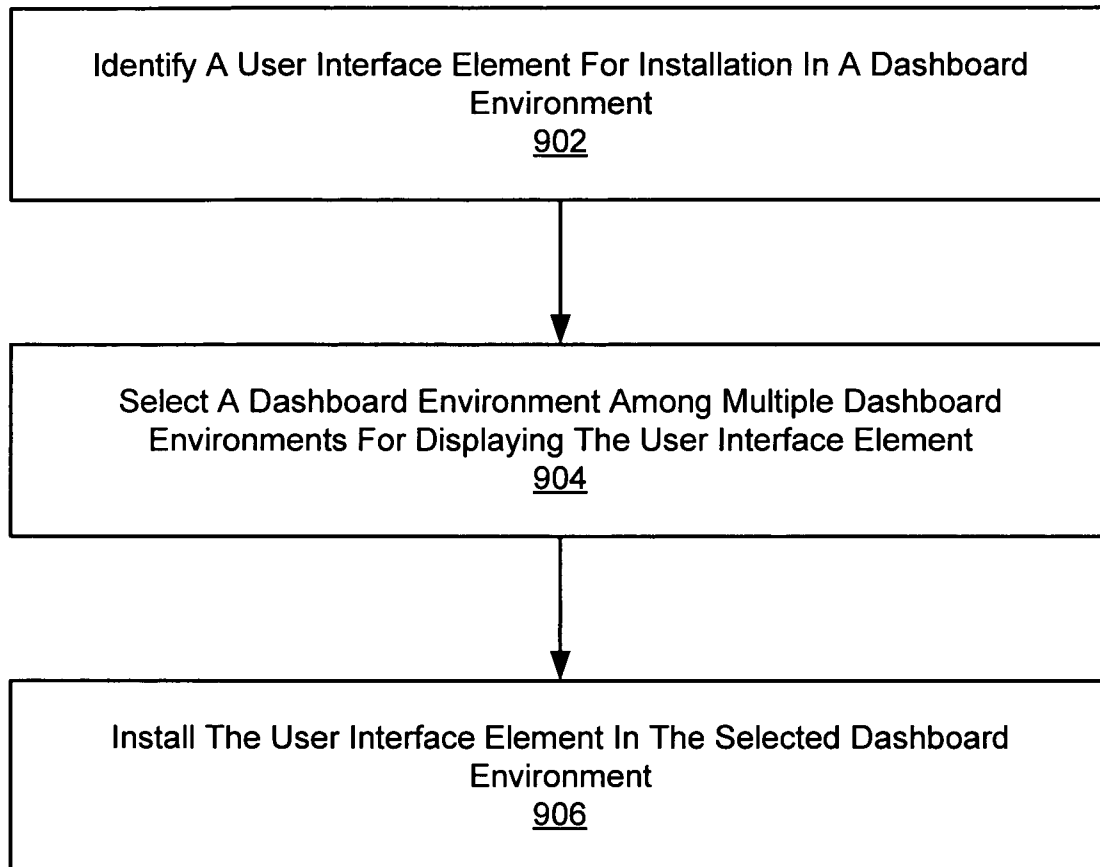 Identify A User Interface Element For Installation In A Dashboard
Environment
902
Select A Dashboard Environment Among Multiple Dashboard
Environments For Displaying The User Interface Element
904
Install The User Interface Element In The Selected Dashboard
Environment
906